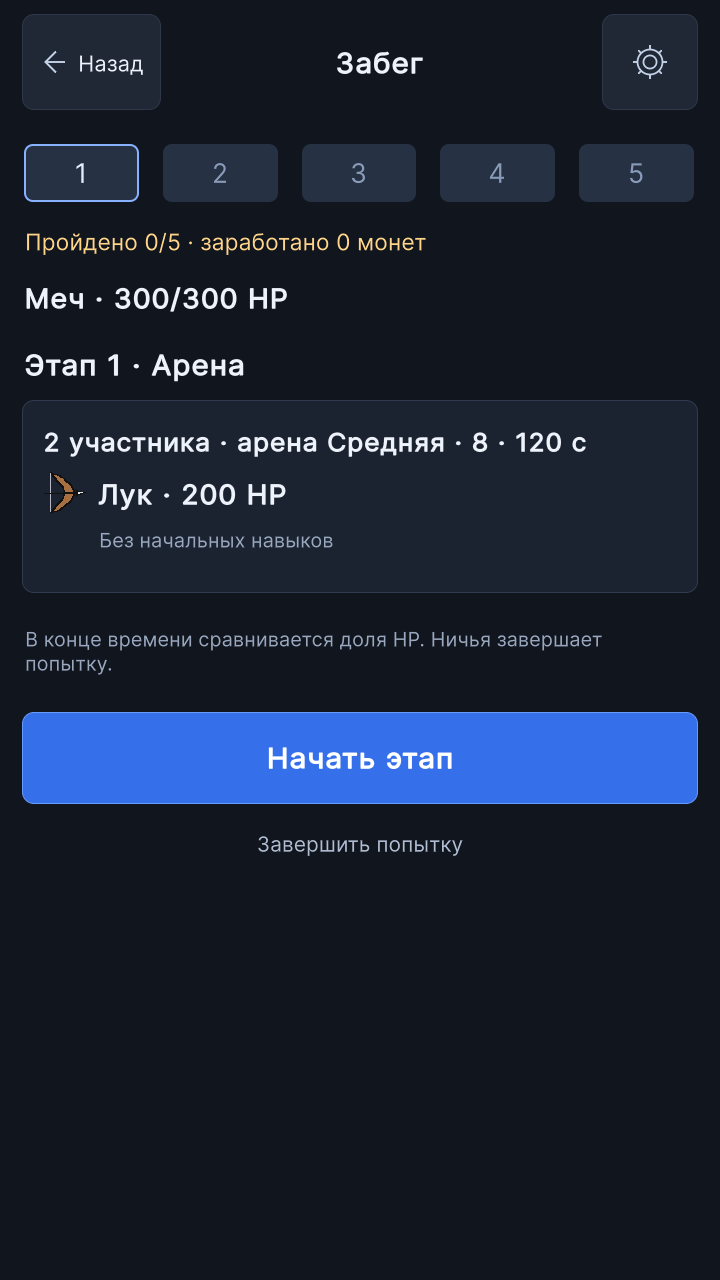 Назад
Забег
1 2 3 4 5
Пройдено 0/5 · заработано 0 монет
Меч · 300/300 HP
Этап 1 · Арена
2 участника · арена Средняя · 8 · 120 с
Лук · 200 HP
Без начальных навыков
В конце времени сравнивается доля HP. Ничья завершает
попытку.
Начать этап
Завершить попытку